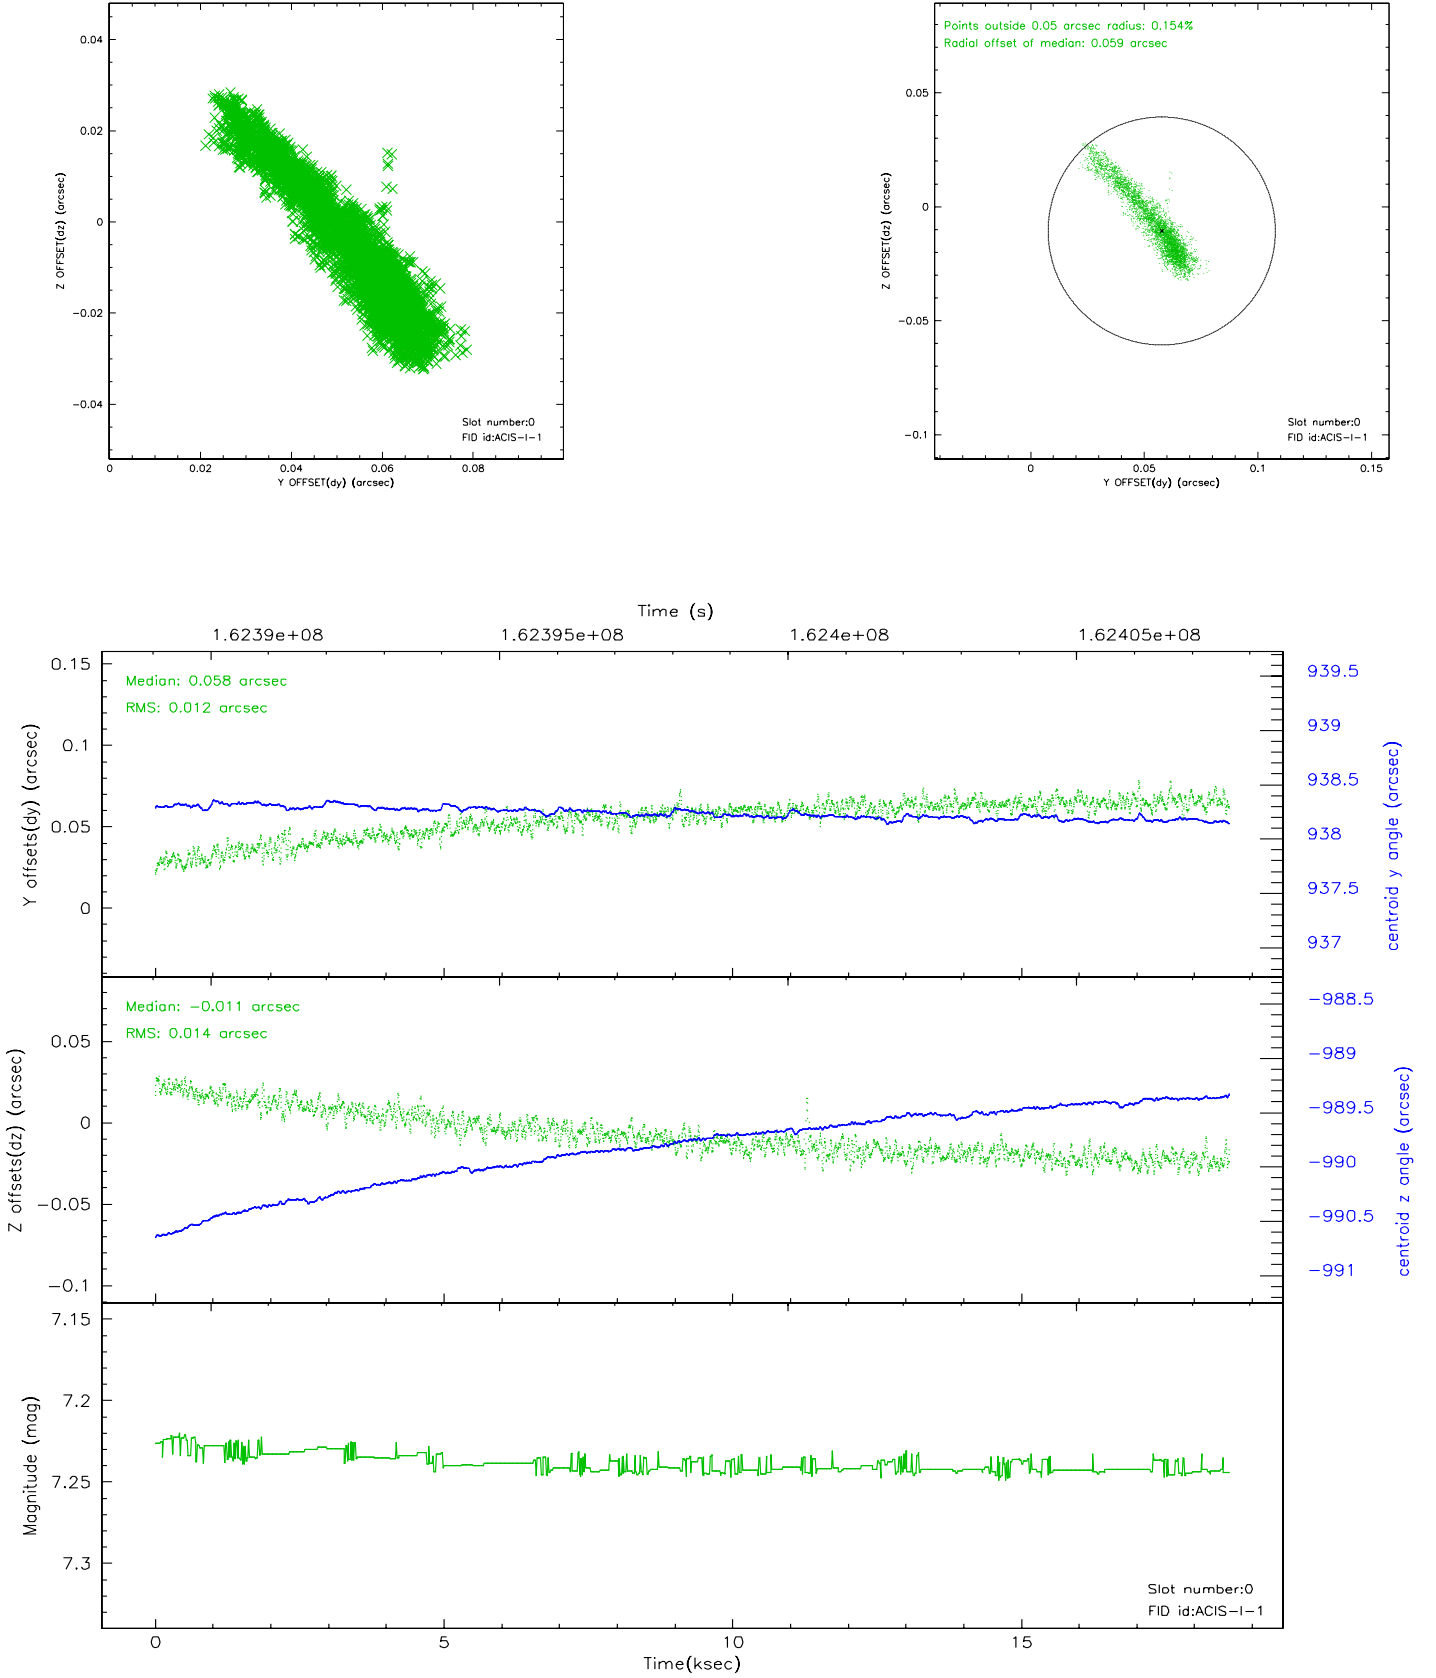 0.04
0.02
0
-0.02
-0.04
Z OFFSET(dz) (arcsec)
Slot number:0
FID id:ACIS-I-1
0 0.02 0.04 0.06 0.08
Y OFFSET(dy) (arcsec)
Points outside 0.05 arcsec radius: 0.154%
Radial offset of median: 0.059 arcsec
0.05
0
-0.05
-0.1
Z OFFSET(dz) (arcsec)
Slot number:0
FID id:ACIS-I-1
0 0.05 0.1 0.15
Y OFFSET(dy) (arcsec)
Time (s)
1.6239e+08 1.62395e+08 1.624e+08 1.62405e+08
Median: 0.058 arcsec
RMS: 0.012 arcsec
0.15
0.1
0.05
0
Y offsets(dy) (arcsec)
939.5
939
938.5
938
937.5
937
centroid y angle (arcsec)
Median: -0.011 arcsec
RMS: 0.014 arcsec
0.05
0
-0.05
-0.1
Z offsets(dz) (arcsec)
-988.5
-989
-989.5
-990
-990.5
-991
centroid z angle (arcsec)
7.15
7.2
7.25
7.3
Magnitude (mag)
Slot number:0
FID id:ACIS-I-1
0 5 10 15
Time(ksec)